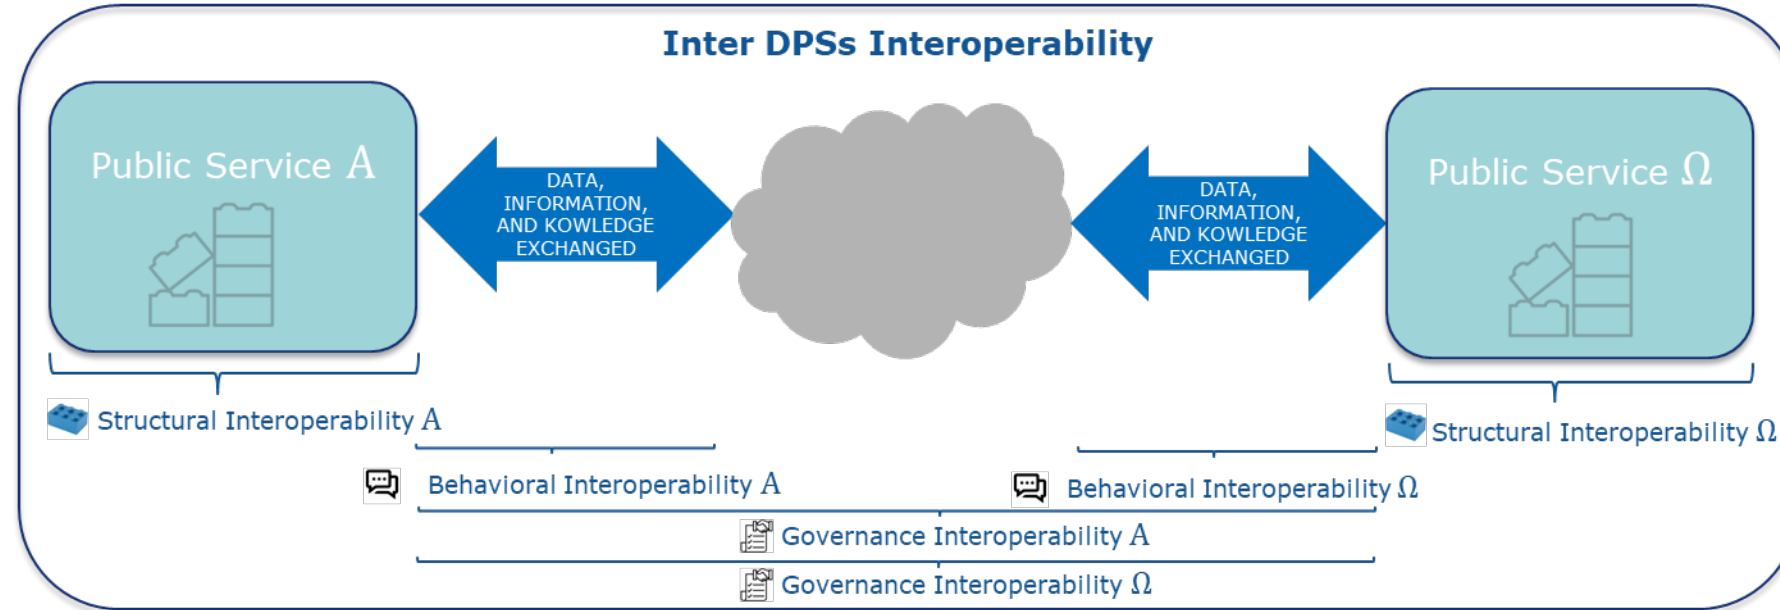 Inter DPSs Interoperability
Public Service A
DATA,
INFORMATION,
AND KOWLEDGE
EXCHANGED
DATA,
INFORMATION,
AND KOWLEDGE
EXCHANGED
Public Service Ω
Structural Interoperability A
Structural Interoperability Ω
Behavioral Interoperability A
Behavioral Interoperability Ω
Governance Interoperability A
Governance Interoperability Ω